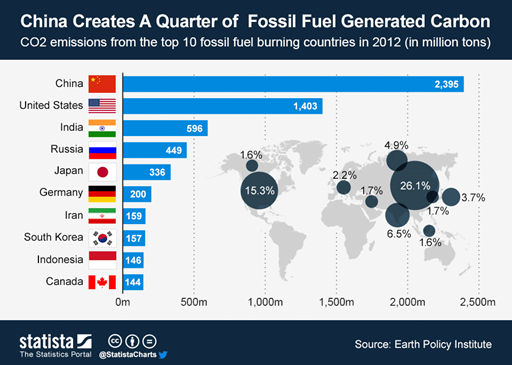 China Creates A Quarter of Fossil Fuel Generated Carbon
CO2 emissions from the top 10 fossil fuel burning countries in 2012 (in million tons)
China 2,395
United States 1,403
India 596
Russia 449
Japan 336
Germany 200
Iran 159
South Korea 157
Indonesia 146
Canada 144
0m 500m 1,000m 1,500m 2,000m 2,500m
1.6%
15.3%
2.2%
1.7%
4.9%
26.1%
3.7%
1.7%
6.5%
1.6%
statista
The Statistics Portal
@StatistaCharts
Source: Earth Policy Institute